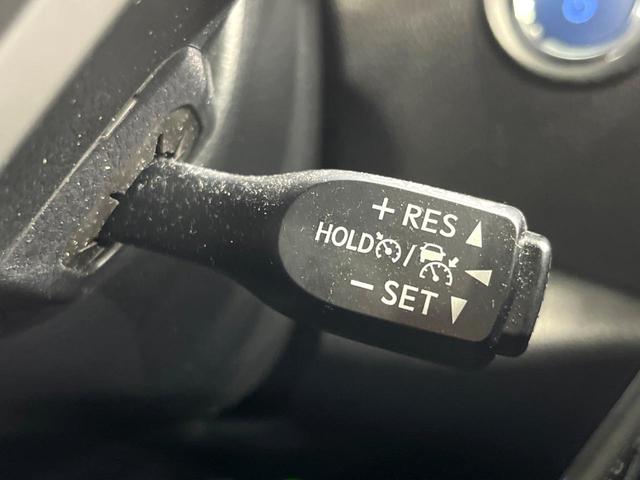 + RES ▲
HOLD / ◀
− SET ▼